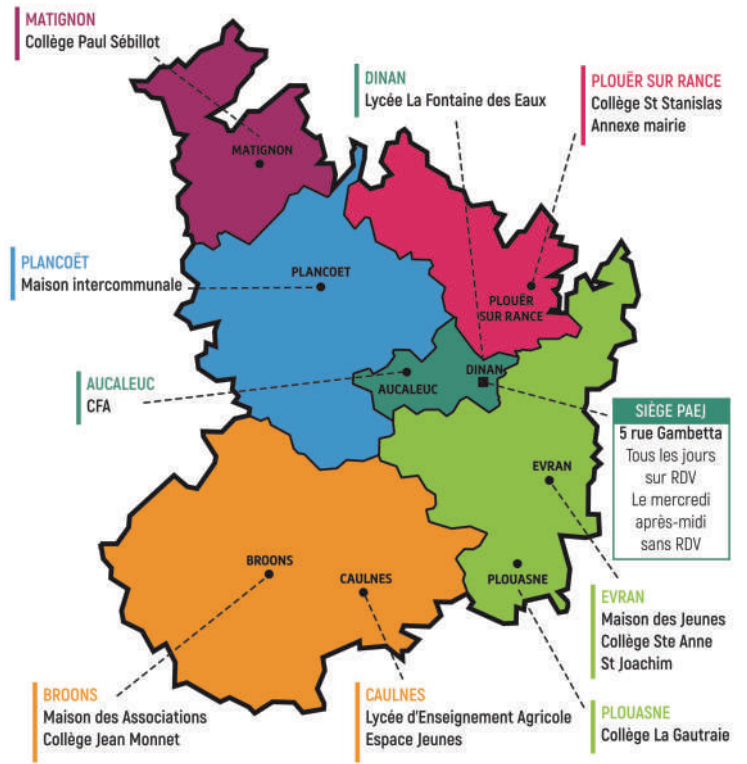 MATIGNON
Collège Paul Sébillot
DINAN
Lycée La Fontaine des Eaux
PLOUËR SUR RANCE
Collège St Stanislas
Annexe mairie
MATIGNON
PLANCOËT
Maison intercommunale
PLANCOET
PLOUËR
SUR RANCE
AUCALEUC
CFA
AUCALEUC
DINAN
SIÈGE PAEJ
5 rue Gambetta
Tous les jours
sur RDV
Le mercredi
après-midi
sans RDV
EVRAN
BROONS
CAULNES
PLOUASNE
EVRAN
Maison des Jeunes
Collège Ste Anne
St Joachim
BROONS
Maison des Associations
Collège Jean Monnet
CAULNES
Lycée d'Enseignement Agricole
Espace Jeunes
PLOUASNE
Collège La Gautraie